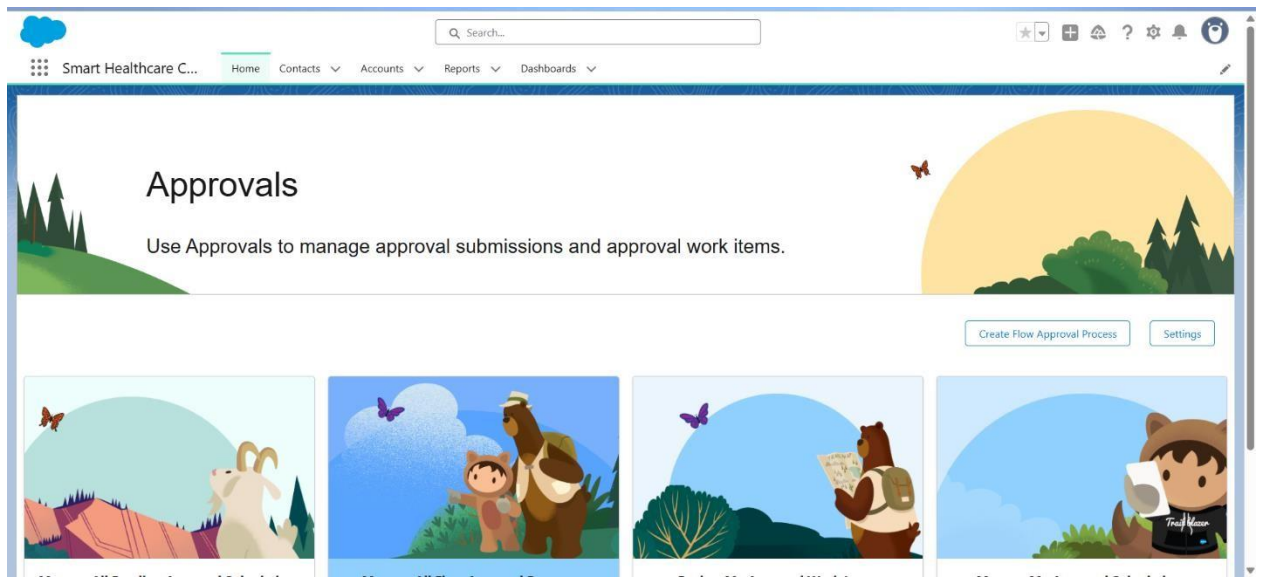 Search...
Smart Healthcare C... Home Contacts Accounts Reports Dashboards
Approvals
Use Approvals to manage approval submissions and approval work items.
Create Flow Approval Process Settings
Trailblazer